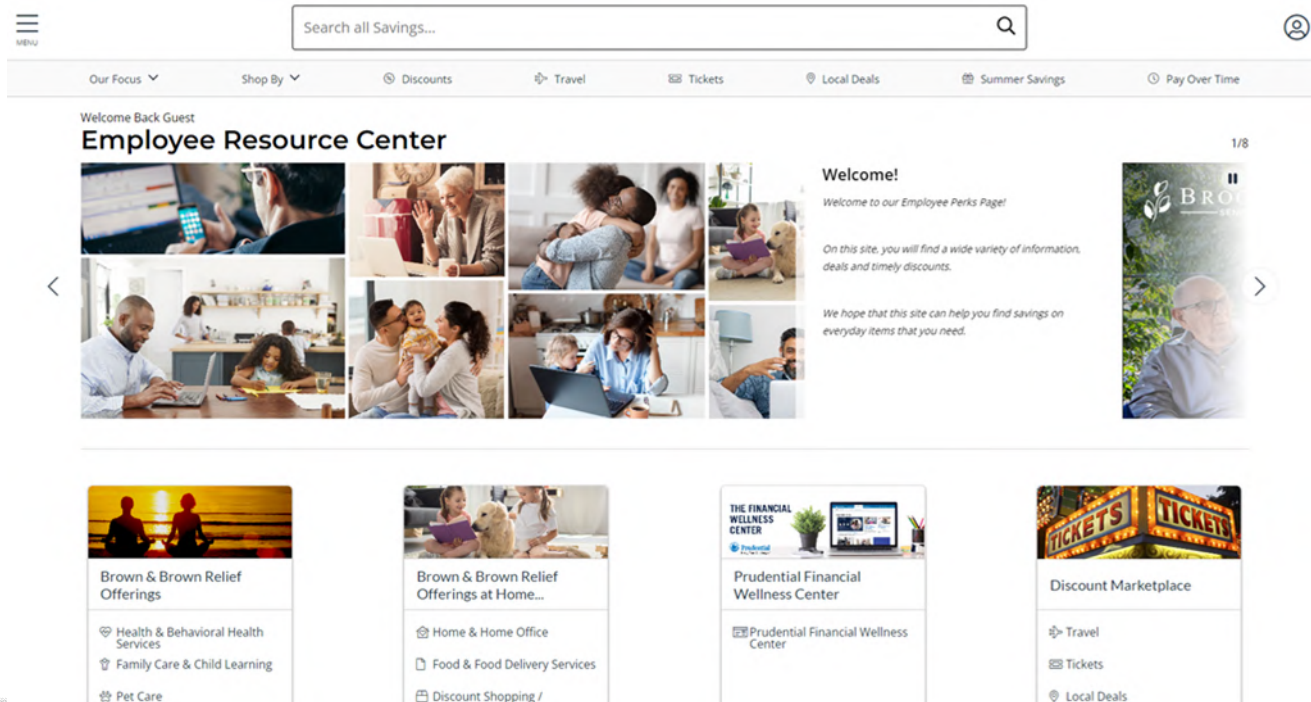 MENU
Search all Savings...
Our Focus
Shop By
Discounts
Travel
Tickets
Local Deals
Summer Savings
Pay Over Time
Welcome Back Guest
Employee Resource Center
1/8
Welcome!
Welcome to our Employee Perks Page!
On this site, you will find a wide variety of information,
deals and timely discounts.
We hope that this site can help you find savings on
everyday items that you need.
THE FINANCIAL
WELLNESS
CENTER
Prudential
TICKETS
TICKETS
Brown & Brown Relief
Offerings
Health & Behavioral Health
Services
Family Care & Child Learning
Pet Care
Brown & Brown Relief
Offerings at Home...
Home & Home Office
Food & Food Delivery Services
Discount Shopping /
Prudential Financial
Wellness Center
Prudential Financial Wellness
Center
Discount Marketplace
Travel
Tickets
Local Deals